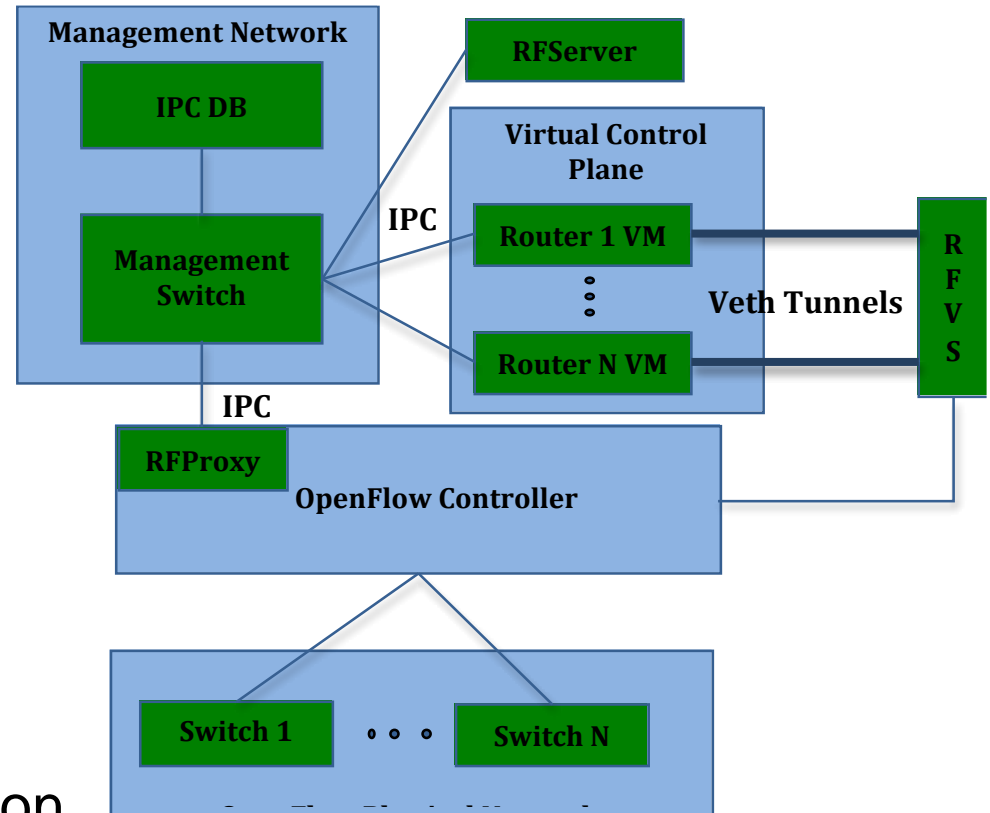 Management Network
IPC DB
Management
Switch
RFServer
Virtual Control
Plane
IPC
Router 1 VM
Router N VM
Veth Tunnels
R
F
V
S
IPC
RFProxy
OpenFlow Controller
Switch 1
Switch N
on